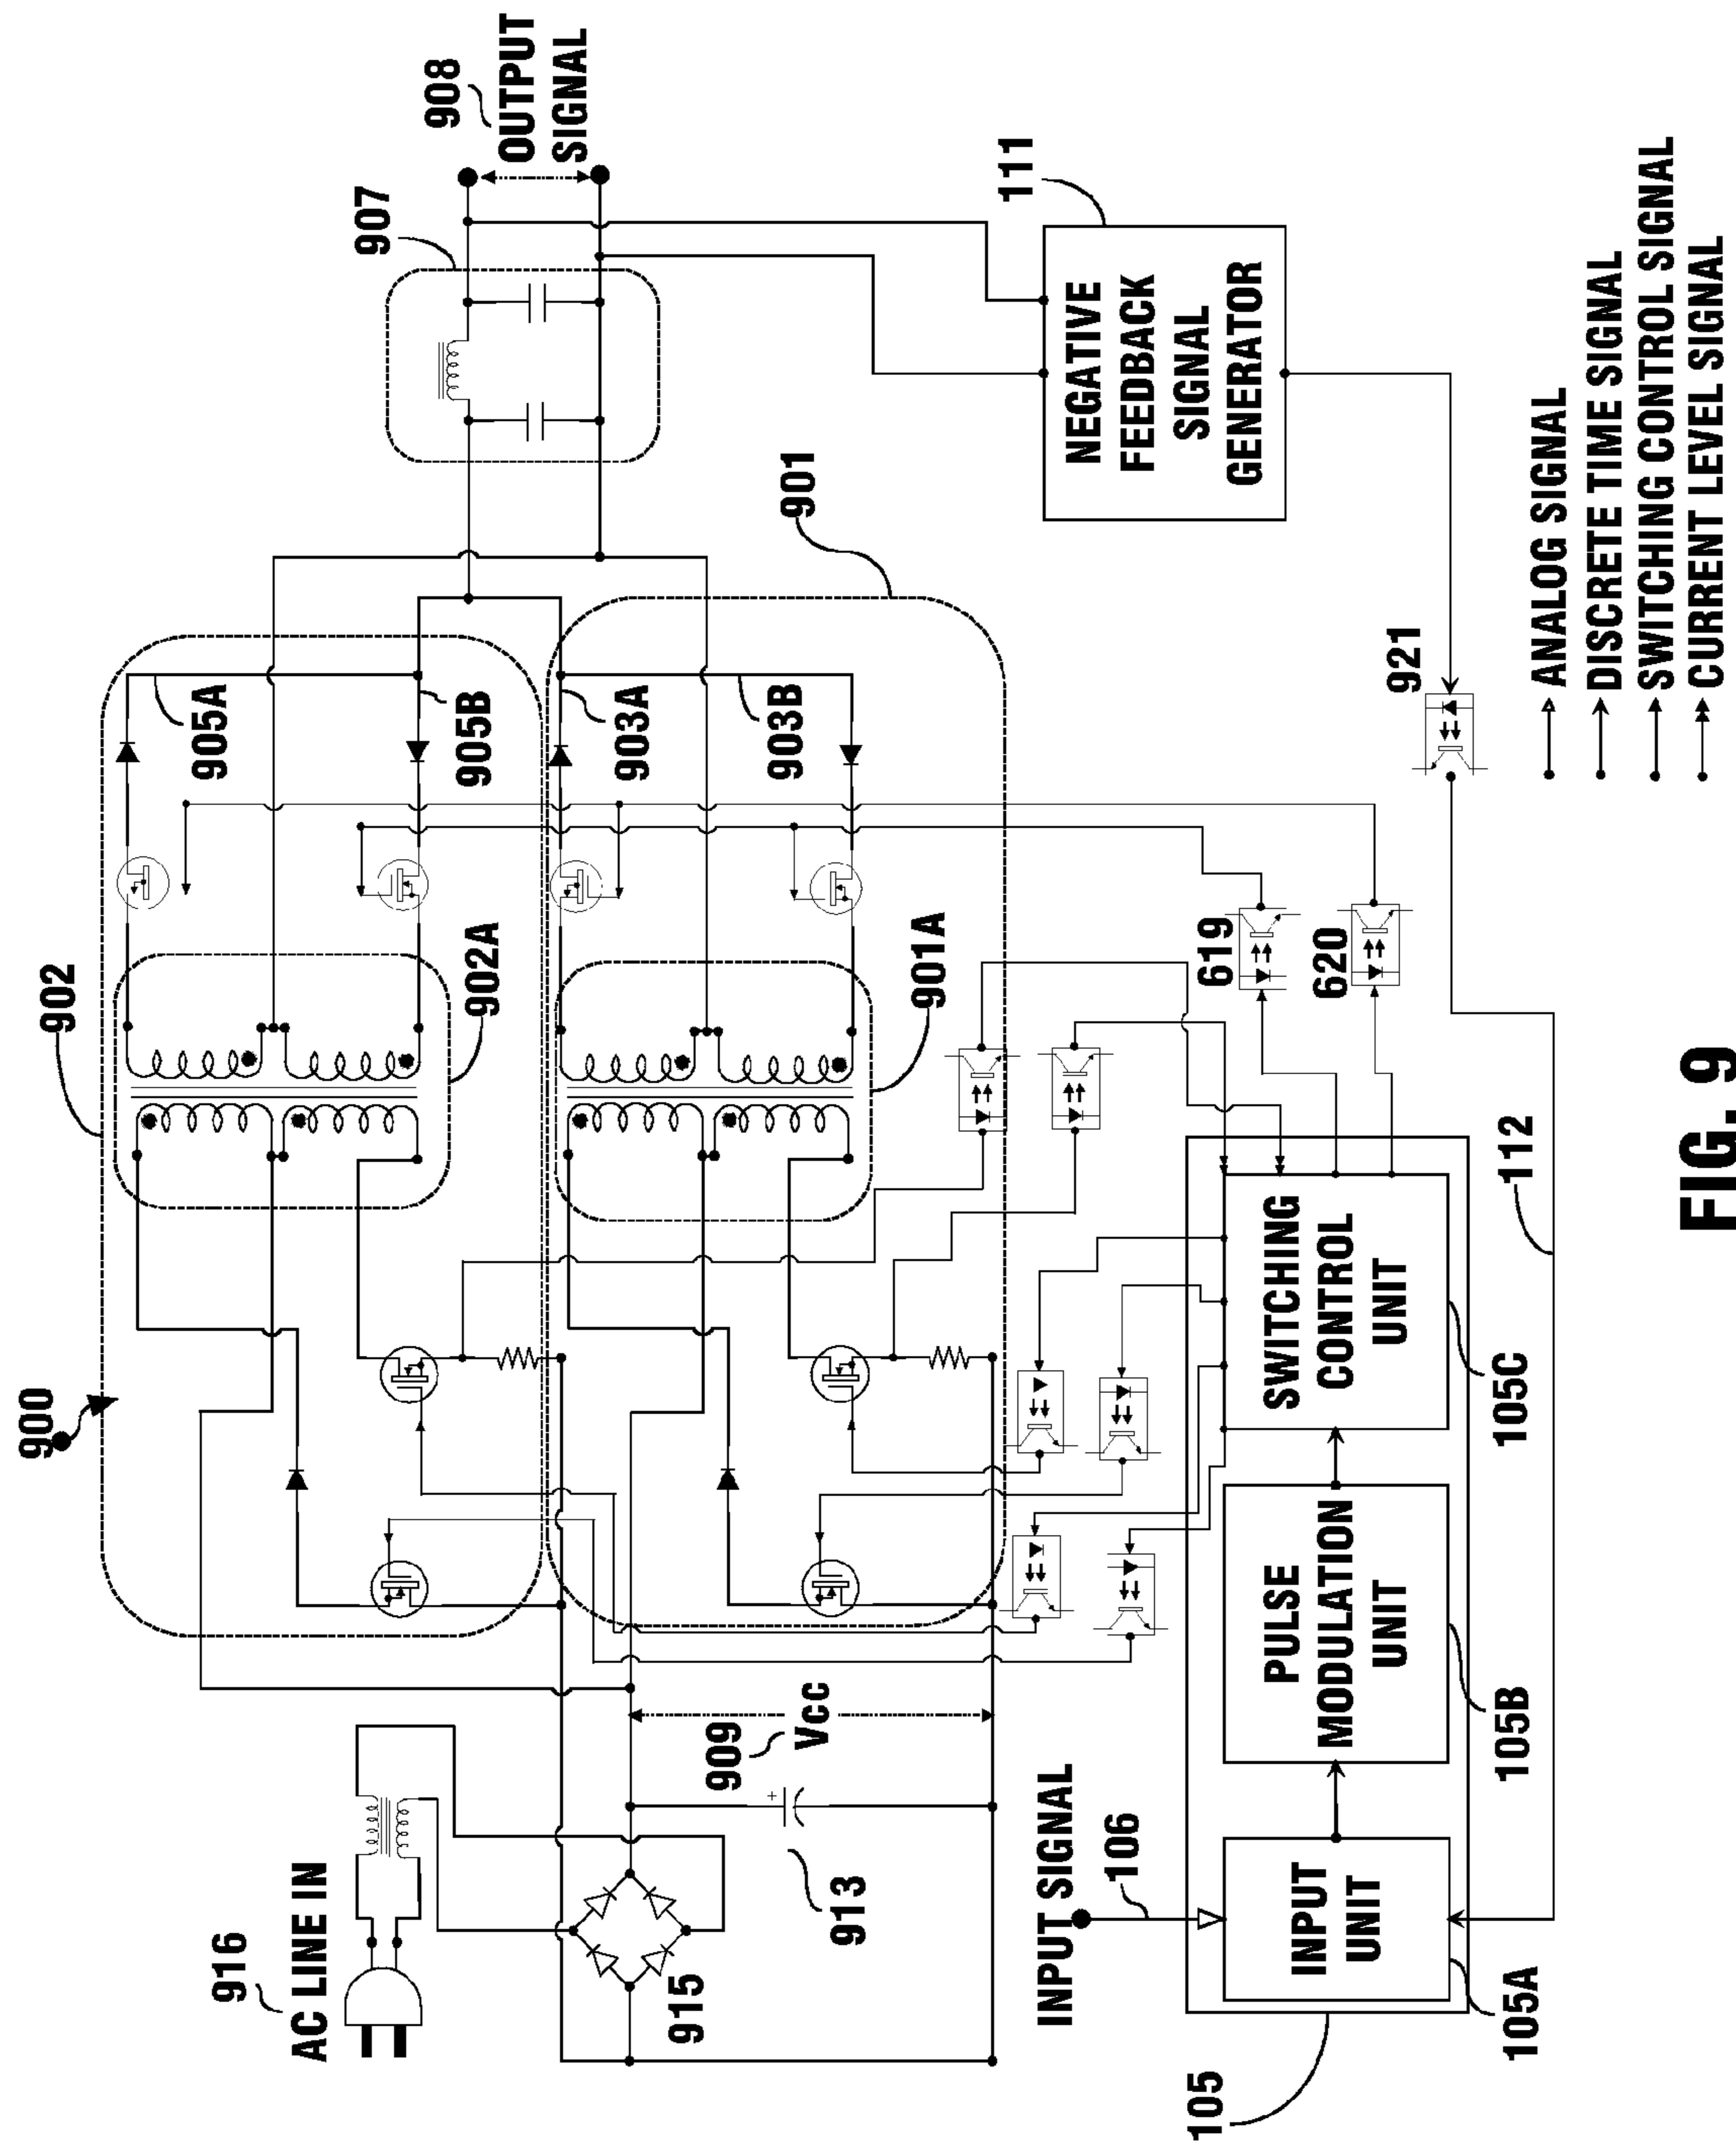 900
902
908
OUTPUT
SIGNAL
907
916
AC LINE IN
905A
905B
902A
903A
903B
901
901A
111
NEGATIVE
FEEDBACK
SIGNAL
GENERATOR
915
913
+
909
Vcc
619
620
921
INPUT SIGNAL
106
105
INPUT
UNIT
105A
PULSE
MODULATION
UNIT
105B
SWITCHING
CONTROL
UNIT
105C
112
ANALOG SIGNAL
DISCRETE TIME SIGNAL
SWITCHING CONTROL SIGNAL
CURRENT LEVEL SIGNAL
FIG. 9